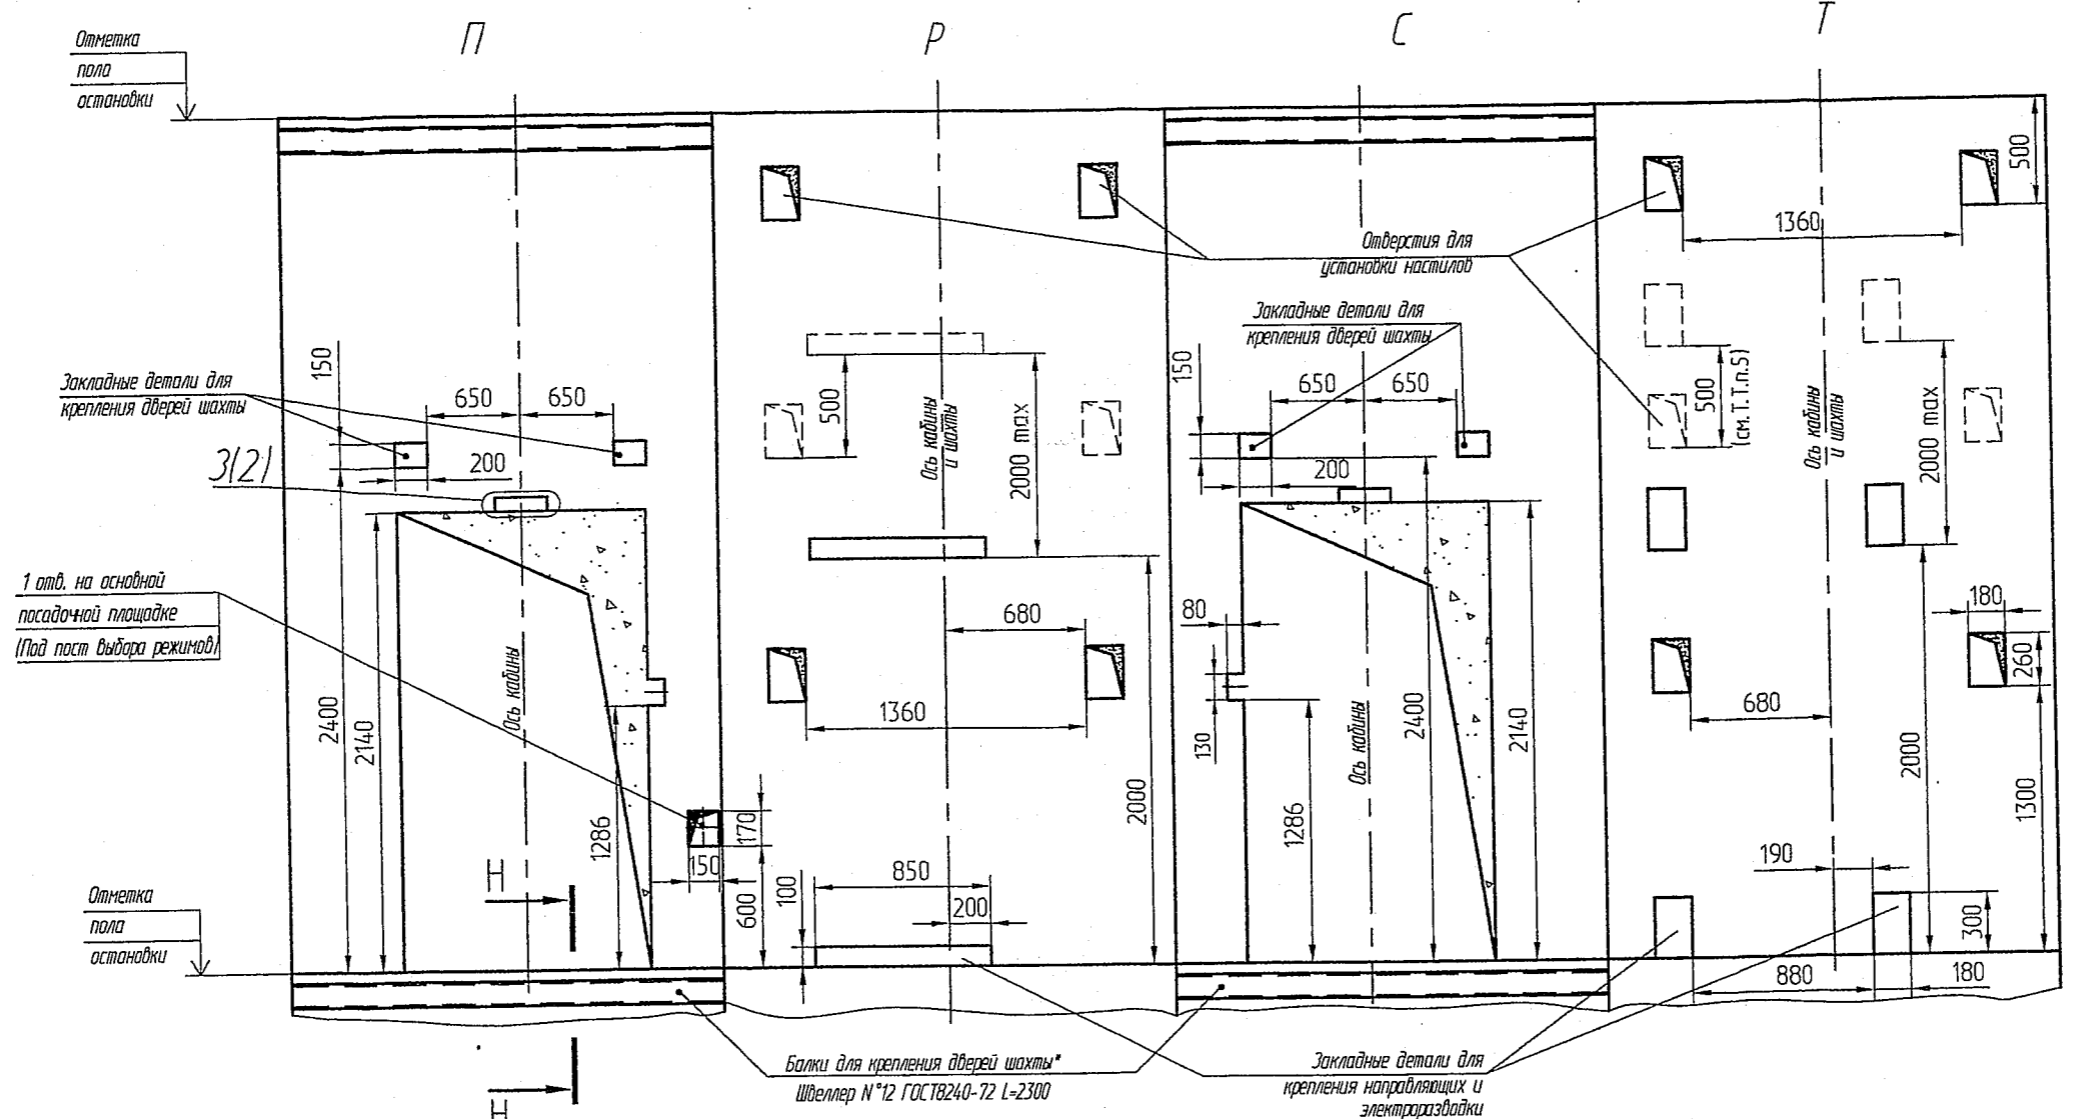 П
Р
С
Т
Отметка
пола
остановки
500
1360
Отверстия для
установки настилов
Закладные детали для
крепления дверей шахты
150
650
650
200
3(2:)
Закладные детали для
крепления дверей шахты
150
650
650
200
500
2000 max
Ось кабины
и шахты
500
(см.Т.Т.п.5)
2000 max
Ось кабины
и шахты
1 отв. на основной
посадочной площадке
(Под пост выбора режимов)
2400
2140
Ось кабины
1286
170
150
600
680
1360
2000
850
200
100
80
130
1286
Ось кабины
2400
2140
180
260
680
2000
1300
190
300
880
180
Отметка
пола
остановки
Н
Н
Балки для крепления дверей шахты*
Швеллер N°12 ГОСТ8240-72 L=2300
Закладные детали для
крепления направляющих и
электроразводки